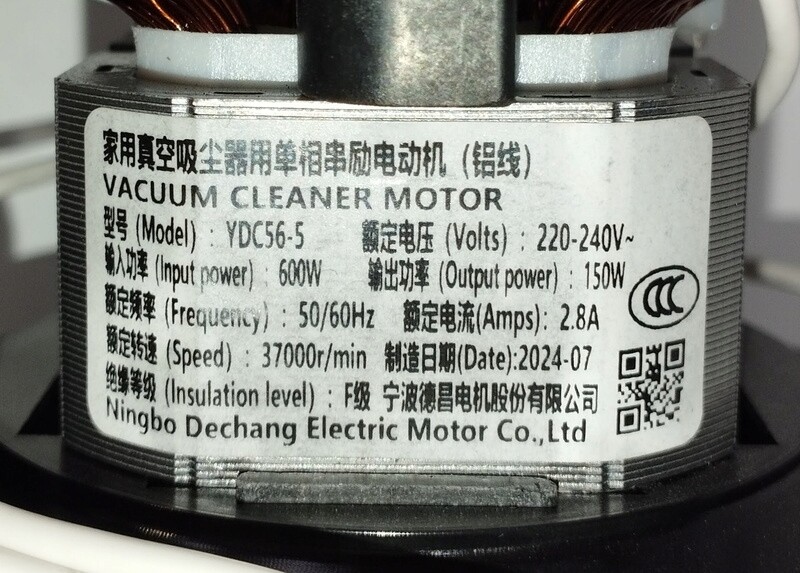 家用真空吸尘器用单相串励电动机 (铝线)
VACUUM CLEANER MOTOR
型号 (Model) : YDC56-5 额定电压 (Volts) : 220-240V~
输入功率 (Input power) : 600W 输出功率 (Output power) : 150W
额定频率 (Frequency) : 50/60Hz 额定电流(Amps): 2.8A
额定转速 (Speed) : 37000r/min 制造日期(Date):2024-07
绝缘等级 (Insulation level) : F级 宁波德昌电机股份有限公司
Ningbo Dechang Electric Motor Co.,Ltd
CCC